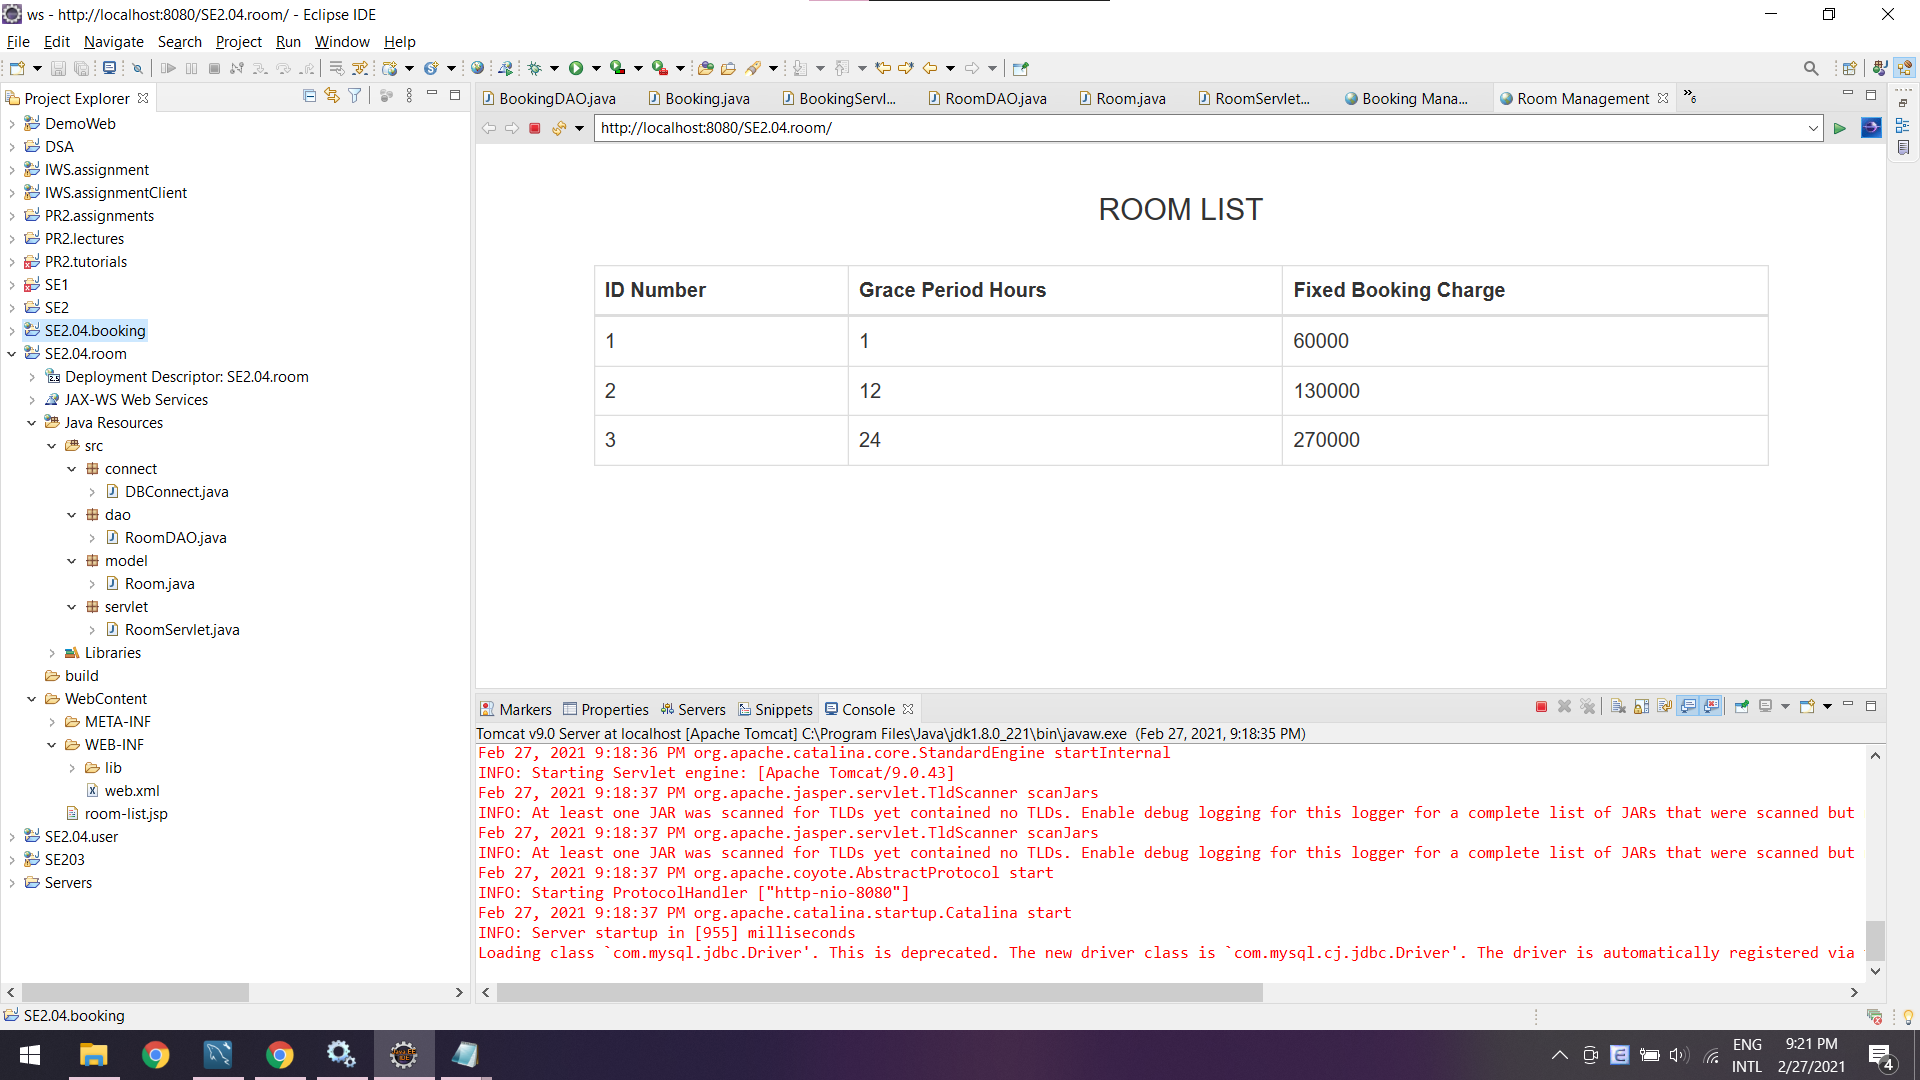 ws - http://localhost:8080/SE2.04.room/ - Eclipse IDE
File Edit Navigate Search Project Run Window Help
Project Explorer
DemoWeb
DSA
IWS.assignment
IWS.assignmentClient
PR2.assignments
PR2.lectures
PR2.tutorials
SE1
SE2
SE2.04.booking
SE2.04.room
Deployment Descriptor: SE2.04.room
JAX-WS Web Services
Java Resources
src
connect
DBConnect.java
dao
RoomDAO.java
model
Room.java
servlet
RoomServlet.java
Libraries
build
WebContent
META-INF
WEB-INF
lib
web.xml
room-list.jsp
SE2.04.user
SE203
Servers
BookingDAO.java Booking.java BookingServl... RoomDAO.java Room.java RoomServlet... Booking Mana... Room Management »6
http://localhost:8080/SE2.04.room/
ROOM LIST
ID Number Grace Period Hours Fixed Booking Charge
1 1 60000
2 12 130000
3 24 270000
Markers Properties Servers Snippets Console
Tomcat v9.0 Server at localhost [Apache Tomcat] C:\Program Files\Java\jdk1.8.0_221\bin\javaw.exe (Feb 27, 2021, 9:18:35 PM)
Feb 27, 2021 9:18:36 PM org.apache.catalina.core.StandardEngine startInternal
INFO: Starting Servlet engine: [Apache Tomcat/9.0.43]
Feb 27, 2021 9:18:37 PM org.apache.jasper.servlet.TldScanner scanJars
INFO: At least one JAR was scanned for TLDs yet contained no TLDs. Enable debug logging for this logger for a complete list of JARs that were scanned but
Feb 27, 2021 9:18:37 PM org.apache.jasper.servlet.TldScanner scanJars
INFO: At least one JAR was scanned for TLDs yet contained no TLDs. Enable debug logging for this logger for a complete list of JARs that were scanned but
Feb 27, 2021 9:18:37 PM org.apache.coyote.AbstractProtocol start
INFO: Starting ProtocolHandler ["http-nio-8080"]
Feb 27, 2021 9:18:37 PM org.apache.catalina.startup.Catalina start
INFO: Server startup in [955] milliseconds
Loading class `com.mysql.jdbc.Driver'. This is deprecated. The new driver class is `com.mysql.cj.jdbc.Driver'. The driver is automatically registered via
SE2.04.booking
ENG
INTL
9:21 PM
2/27/2021
4